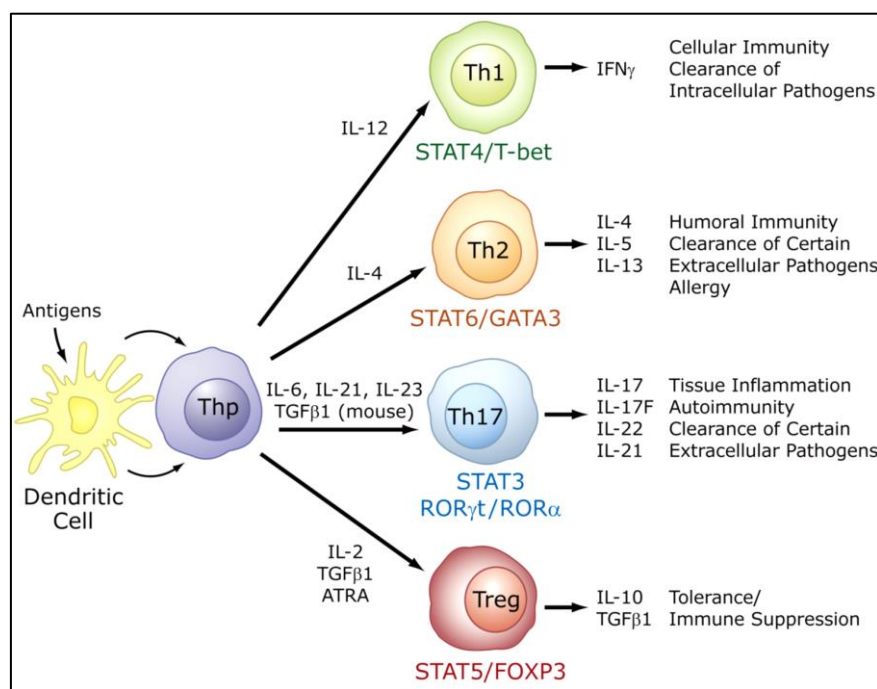 Antigens
Dendritic
Cell
Thp
IL-12
Th1
STAT4/T-bet
IFNγ
Cellular Immunity
Clearance of
Intracellular Pathogens
IL-4
Th2
STAT6/GATA3
IL-4 Humoral Immunity
IL-5 Clearance of Certain
IL-13 Extracellular Pathogens
Allergy
IL-6, IL-21, IL-23
TGFβ1 (mouse)
Th17
STAT3
RORγt/RORα
IL-17 Tissue Inflammation
IL-17F Autoimmunity
IL-22 Clearance of Certain
IL-21 Extracellular Pathogens
IL-2
TGFβ1
ATRA
Treg
STAT5/FOXP3
IL-10 Tolerance/
TGFβ1 Immune Suppression